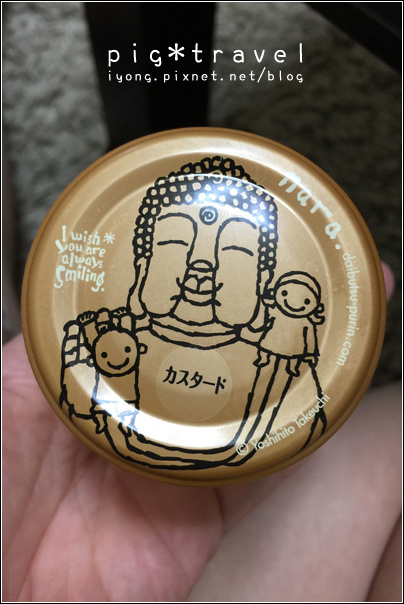 pig*travel
iyong.pixnet.net/blog
nara.
daibutsu-purin.com
I wish*
you are
always
smiling.
カスタード
© Yoshihito Takeuchi